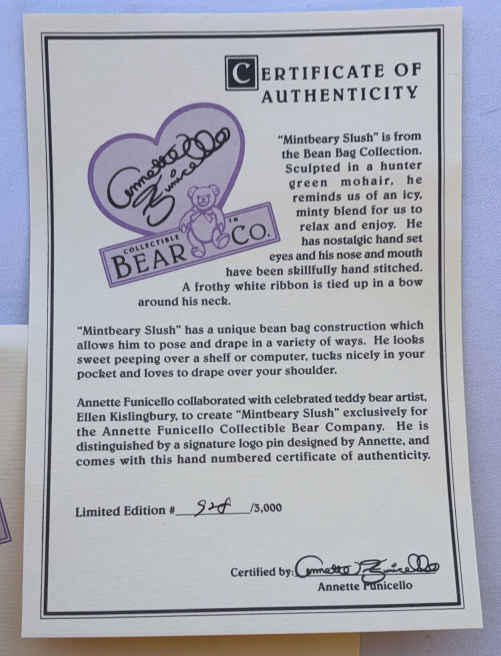 CERTIFICATE OF
AUTHENTICITY
Annette
Funicello
COLLECTIBLE
BEAR CO.
TM
"Mintbeary Slush" is from
the Bean Bag Collection.
Sculpted in a hunter
green mohair, he
reminds us of an icy,
minty blend for us to
relax and enjoy. He
has nostalgic hand set
eyes and his nose and mouth
have been skillfully hand stitched.
A frothy white ribbon is tied up in a bow
around his neck.
"Mintbeary Slush" has a unique bean bag construction which
allows him to pose and drape in a variety of ways. He looks
sweet peeping over a shelf or computer, tucks nicely in your
pocket and loves to drape over your shoulder.
Annette Funicello collaborated with celebrated teddy bear artist,
Ellen Kislingbury, to create "Mintbeary Slush" exclusively for
the Annette Funicello Collectible Bear Company. He is
distinguished by a signature logo pin designed by Annette, and
comes with this hand numbered certificate of authenticity.
Limited Edition # /3,000
Certified by: Annette Funicello
Annette Funicello